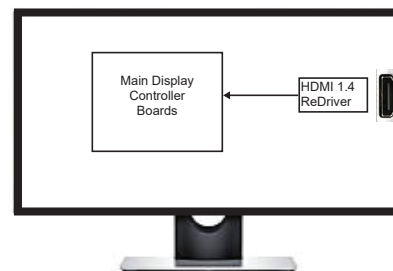 Main Display
Controller
Boards
HDMI 1.4
ReDriver